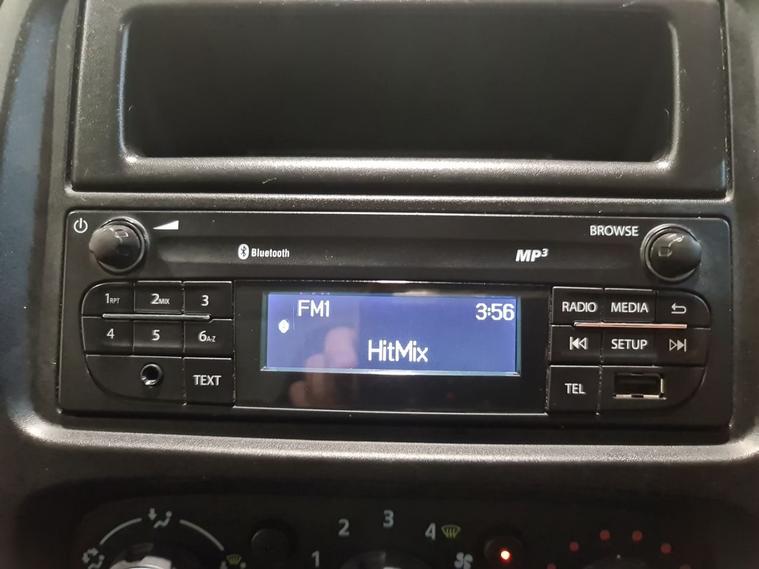 BROWSE
Bluetooth
MP3
1RPT 2MIX 3
FM1 3:56
RADIO MEDIA
4 5 6A-Z
HitMix
SETUP
TEXT
TEL
1 2 3 4